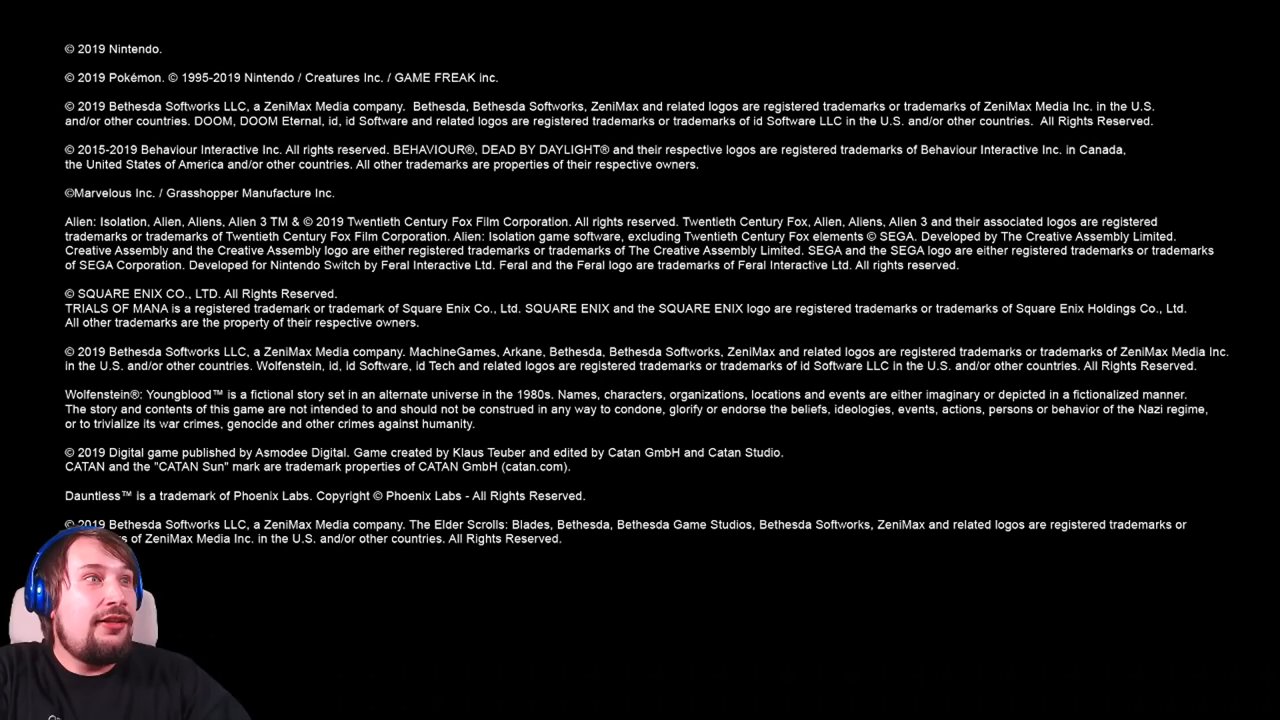 © 2019 Nintendo.
© 2019 Pokémon. © 1995-2019 Nintendo / Creatures Inc. / GAME FREAK inc.
© 2019 Bethesda Softworks LLC, a ZeniMax Media company.  Bethesda, Bethesda Softworks, ZeniMax and related logos are registered trademarks or trademarks of ZeniMax Media Inc. in the U.S.
and/or other countries. DOOM, DOOM Eternal, id, id Software and related logos are registered trademarks or trademarks of id Software LLC in the U.S. and/or other countries.  All Rights Reserved.
© 2015-2019 Behaviour Interactive Inc. All rights reserved. BEHAVIOUR®, DEAD BY DAYLIGHT® and their respective logos are registered trademarks of Behaviour Interactive Inc. in Canada,
the United States of America and/or other countries. All other trademarks are properties of their respective owners.
©Marvelous Inc. / Grasshopper Manufacture Inc.
Alien: Isolation, Alien, Aliens, Alien 3 TM & © 2019 Twentieth Century Fox Film Corporation. All rights reserved. Twentieth Century Fox, Alien, Aliens, Alien 3 and their associated logos are registered
trademarks or trademarks of Twentieth Century Fox Film Corporation. Alien: Isolation game software, excluding Twentieth Century Fox elements © SEGA. Developed by The Creative Assembly Limited.
Creative Assembly and the Creative Assembly logo are either registered trademarks or trademarks of The Creative Assembly Limited. SEGA and the SEGA logo are either registered trademarks or trademarks
of SEGA Corporation. Developed for Nintendo Switch by Feral Interactive Ltd. Feral and the Feral logo are trademarks of Feral Interactive Ltd. All rights reserved.
© SQUARE ENIX CO., LTD. All Rights Reserved.
TRIALS OF MANA is a registered trademark or trademark of Square Enix Co., Ltd. SQUARE ENIX and the SQUARE ENIX logo are registered trademarks or trademarks of Square Enix Holdings Co., Ltd.
All other trademarks are the property of their respective owners.
© 2019 Bethesda Softworks LLC, a ZeniMax Media company. MachineGames, Arkane, Bethesda, Bethesda Softworks, ZeniMax and related logos are registered trademarks or trademarks of ZeniMax Media Inc.
in the U.S. and/or other countries. Wolfenstein, id, id Software, id Tech and related logos are registered trademarks or trademarks of id Software LLC in the U.S. and/or other countries. All Rights Reserved.
Wolfenstein®: Youngblood™ is a fictional story set in an alternate universe in the 1980s. Names, characters, organizations, locations and events are either imaginary or depicted in a fictionalized manner.
The story and contents of this game are not intended to and should not be construed in any way to condone, glorify or endorse the beliefs, ideologies, events, actions, persons or behavior of the Nazi regime,
or to trivialize its war crimes, genocide and other crimes against humanity.
© 2019 Digital game published by Asmodee Digital. Game created by Klaus Teuber and edited by Catan GmbH and Catan Studio.
CATAN and the "CATAN Sun" mark are trademark properties of CATAN GmbH (catan.com).
Dauntless™ is a trademark of Phoenix Labs. Copyright © Phoenix Labs - All Rights Reserved.
© 2019 Bethesda Softworks LLC, a ZeniMax Media company. The Elder Scrolls: Blades, Bethesda, Bethesda Game Studios, Bethesda Softworks, ZeniMax and related logos are registered trademarks or
of ZeniMax Media Inc. in the U.S. and/or other countries. All Rights Reserved.